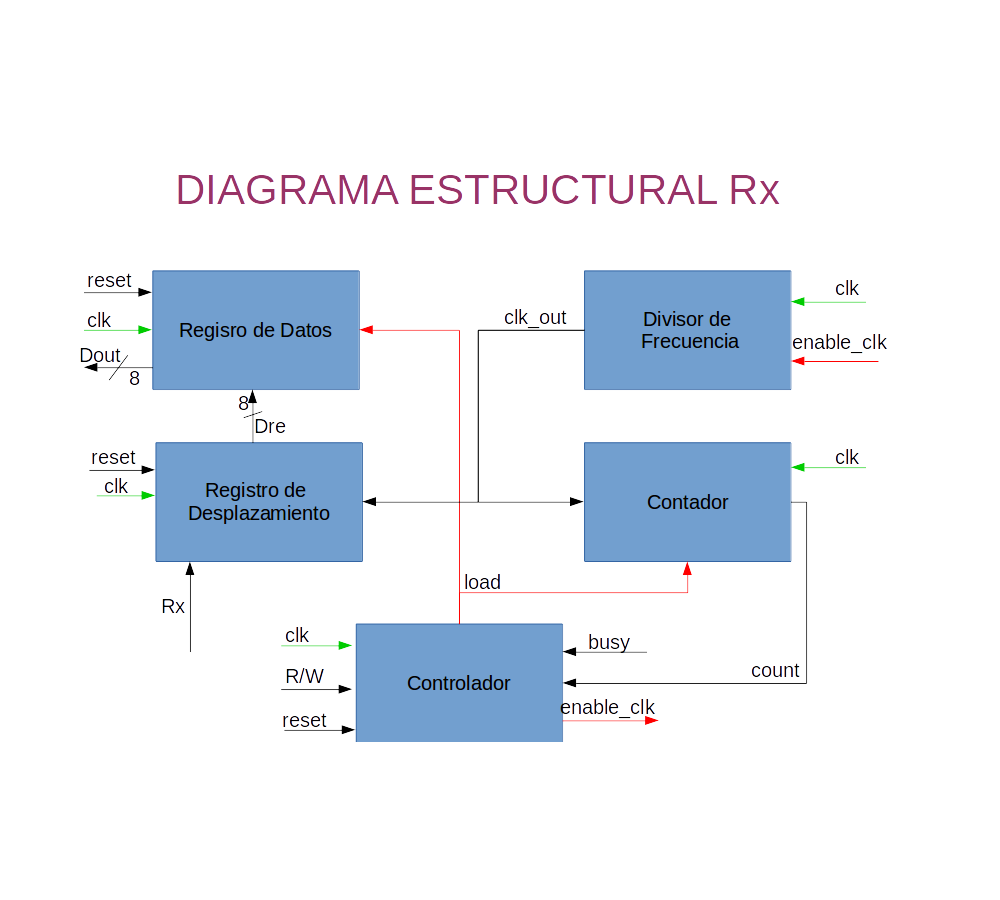 DIAGRAMA ESTRUCTURAL Rx
reset
clk
Dout
8
Regisro de Datos
clk_out
Divisor de
Frecuencia
clk
enable_clk
8
Dre
reset
clk
Registro de
Desplazamiento
Contador
clk
Rx
load
clk
R/W
reset
Controlador
busy
count
enable_clk